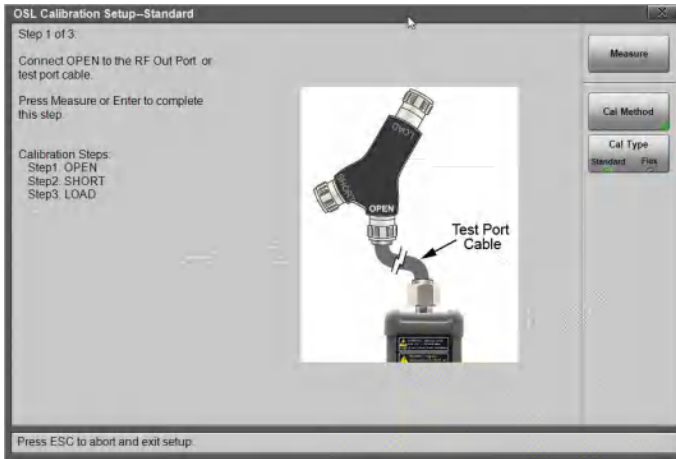 OSL Calibration Setup--Standard
Step 1 of 3:
Connect OPEN to the RF Out Port or
test port cable.
Press Measure or Enter to complete
this step.
Calibration Steps:
Step1. OPEN
Step2. SHORT
Step3. LOAD
LOAD
SHORT
OPEN
Test Port
Cable
Measure
Cal Method
Cal Type
Standard Flex
Press ESC to abort and exit setup.